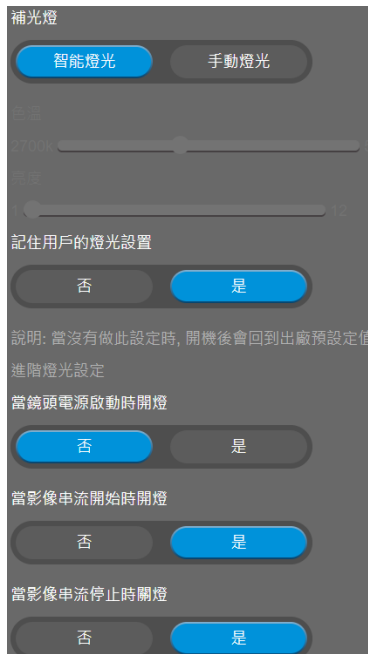 補光燈
智能燈光 手動燈光
色溫
2700k
亮度
1 12
記住用戶的燈光設置
否 是
說明: 當沒有做此設定時, 開機後會回到出廠預設定值
進階燈光設定
當鏡頭電源啟動時開燈
否 是
當影像串流開始時開燈
否 是
當影像串流停止時關燈
否 是